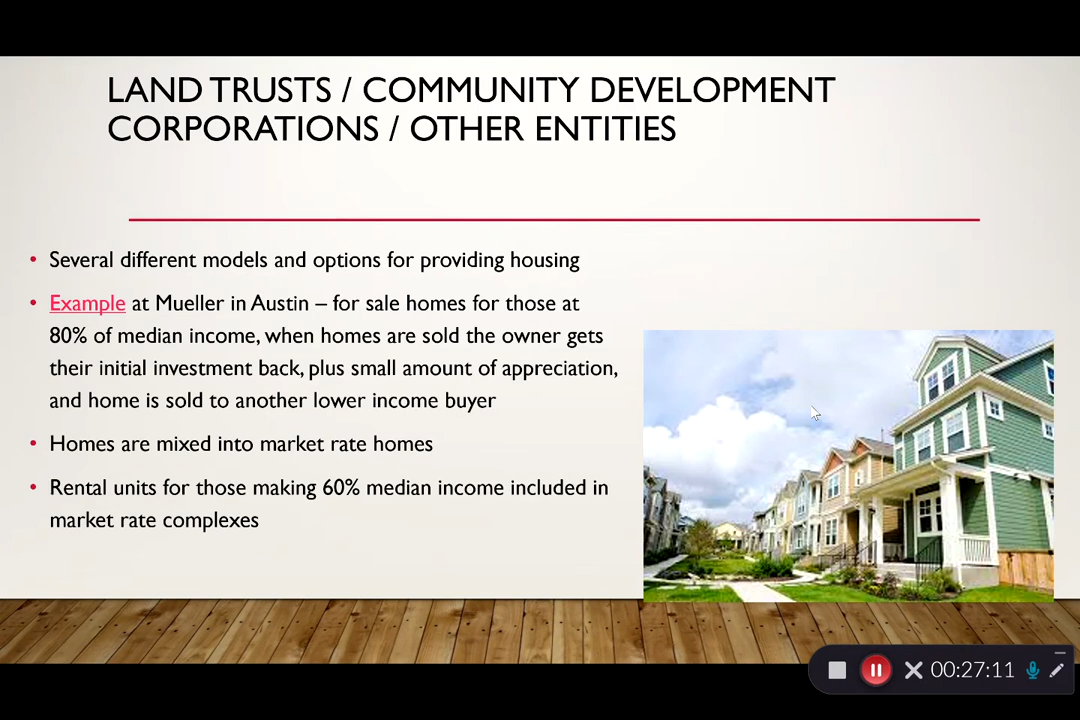 LAND TRUSTS / COMMUNITY DEVELOPMENT
CORPORATIONS / OTHER ENTITIES
• Several different models and options for providing housing
• Example at Mueller in Austin – for sale homes for those at
80% of median income, when homes are sold the owner gets
their initial investment back, plus small amount of appreciation,
and home is sold to another lower income buyer
• Homes are mixed into market rate homes
• Rental units for those making 60% median income included in
market rate complexes
00:27:11